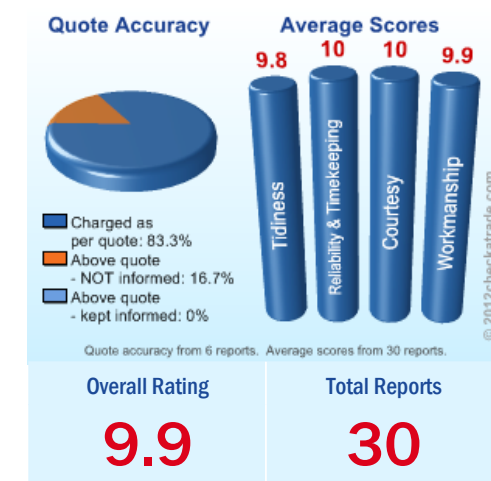 Quote Accuracy
Average Scores
9.8
10
10
9.9
Tidiness
Reliability & Timekeeping
Courtesy
Workmanship
Charged as
per quote: 83.3%
Above quote
- NOT informed: 16.7%
Above quote
- kept informed: 0%
© 2012checkatrade.com
Quote accuracy from 6 reports. Average scores from 30 reports.
Overall Rating
Total Reports
9.9
30